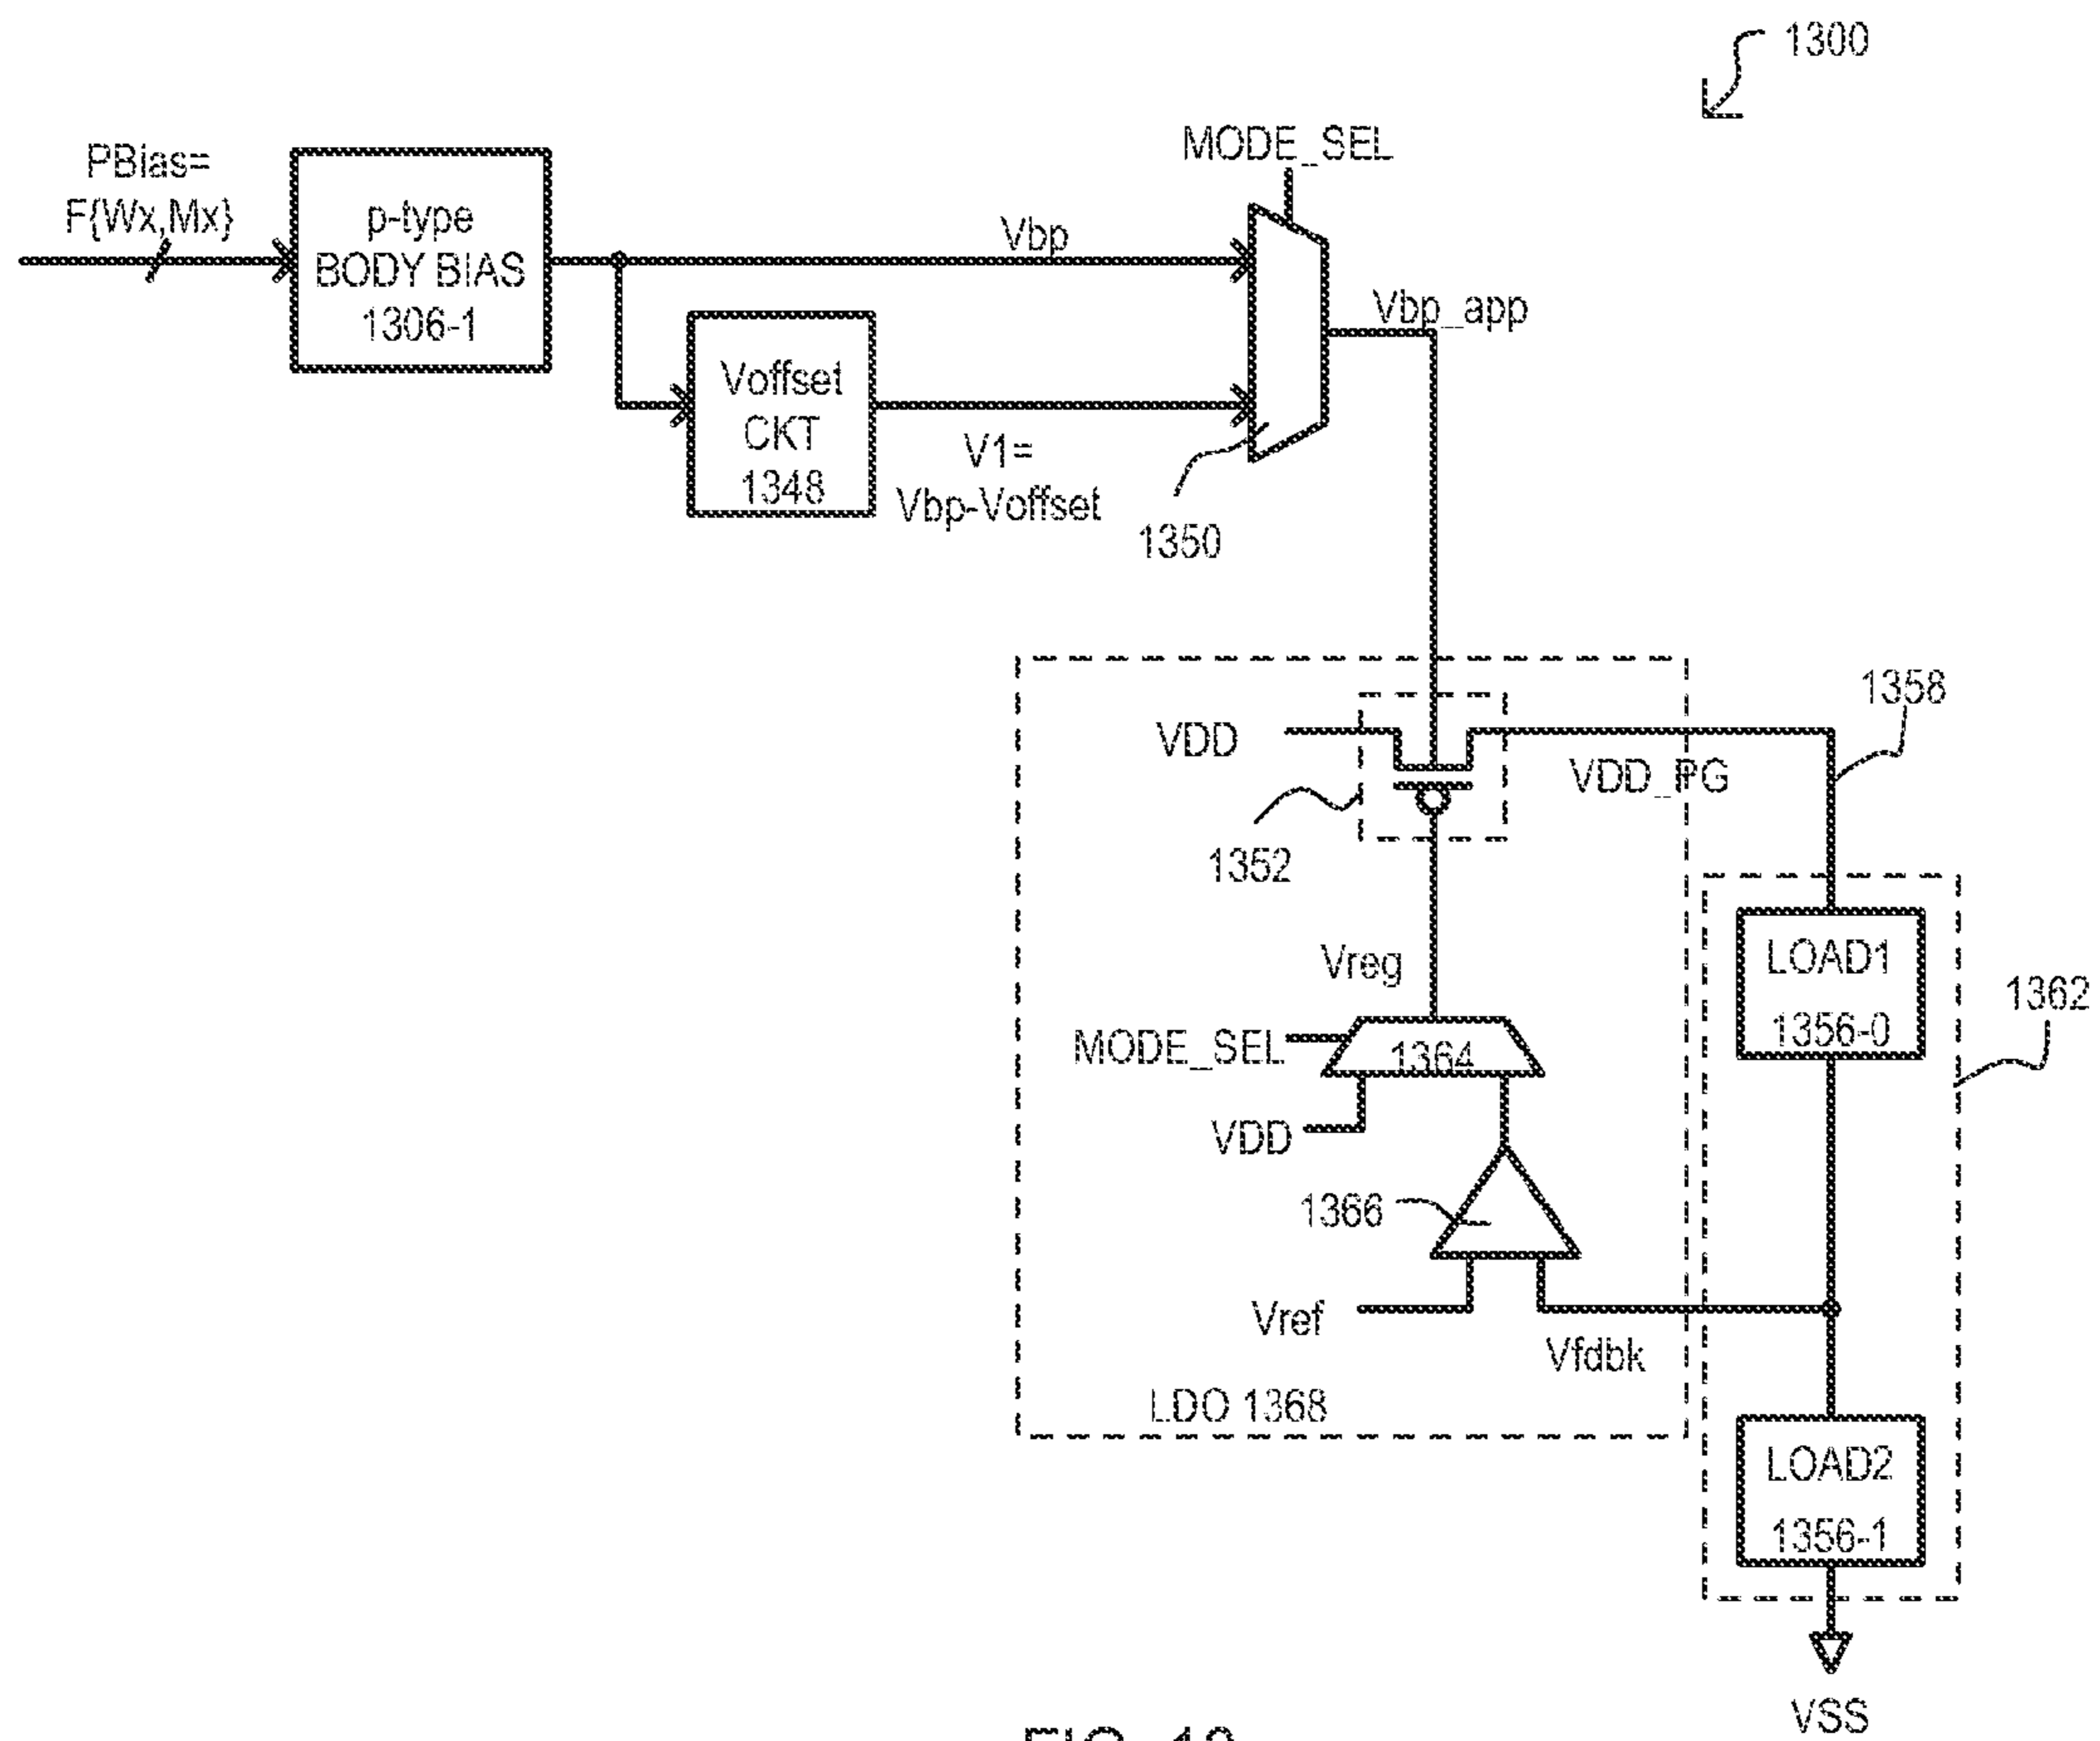 1300
PBias=
F{Wx,Mx}
p-type
BODY BIAS
1306-1
Vbp
MODE_SEL
Vbp_app
Voffset
CKT
1348
V1=
Vbp-Voffset
1350
VDD
VDD_PG
1358
1352
Vreg
LOAD1
1356-0
1362
MODE_SEL
1364
VDD
1366
Vref
Vfdbk
LDO 1368
LOAD2
1356-1
VSS